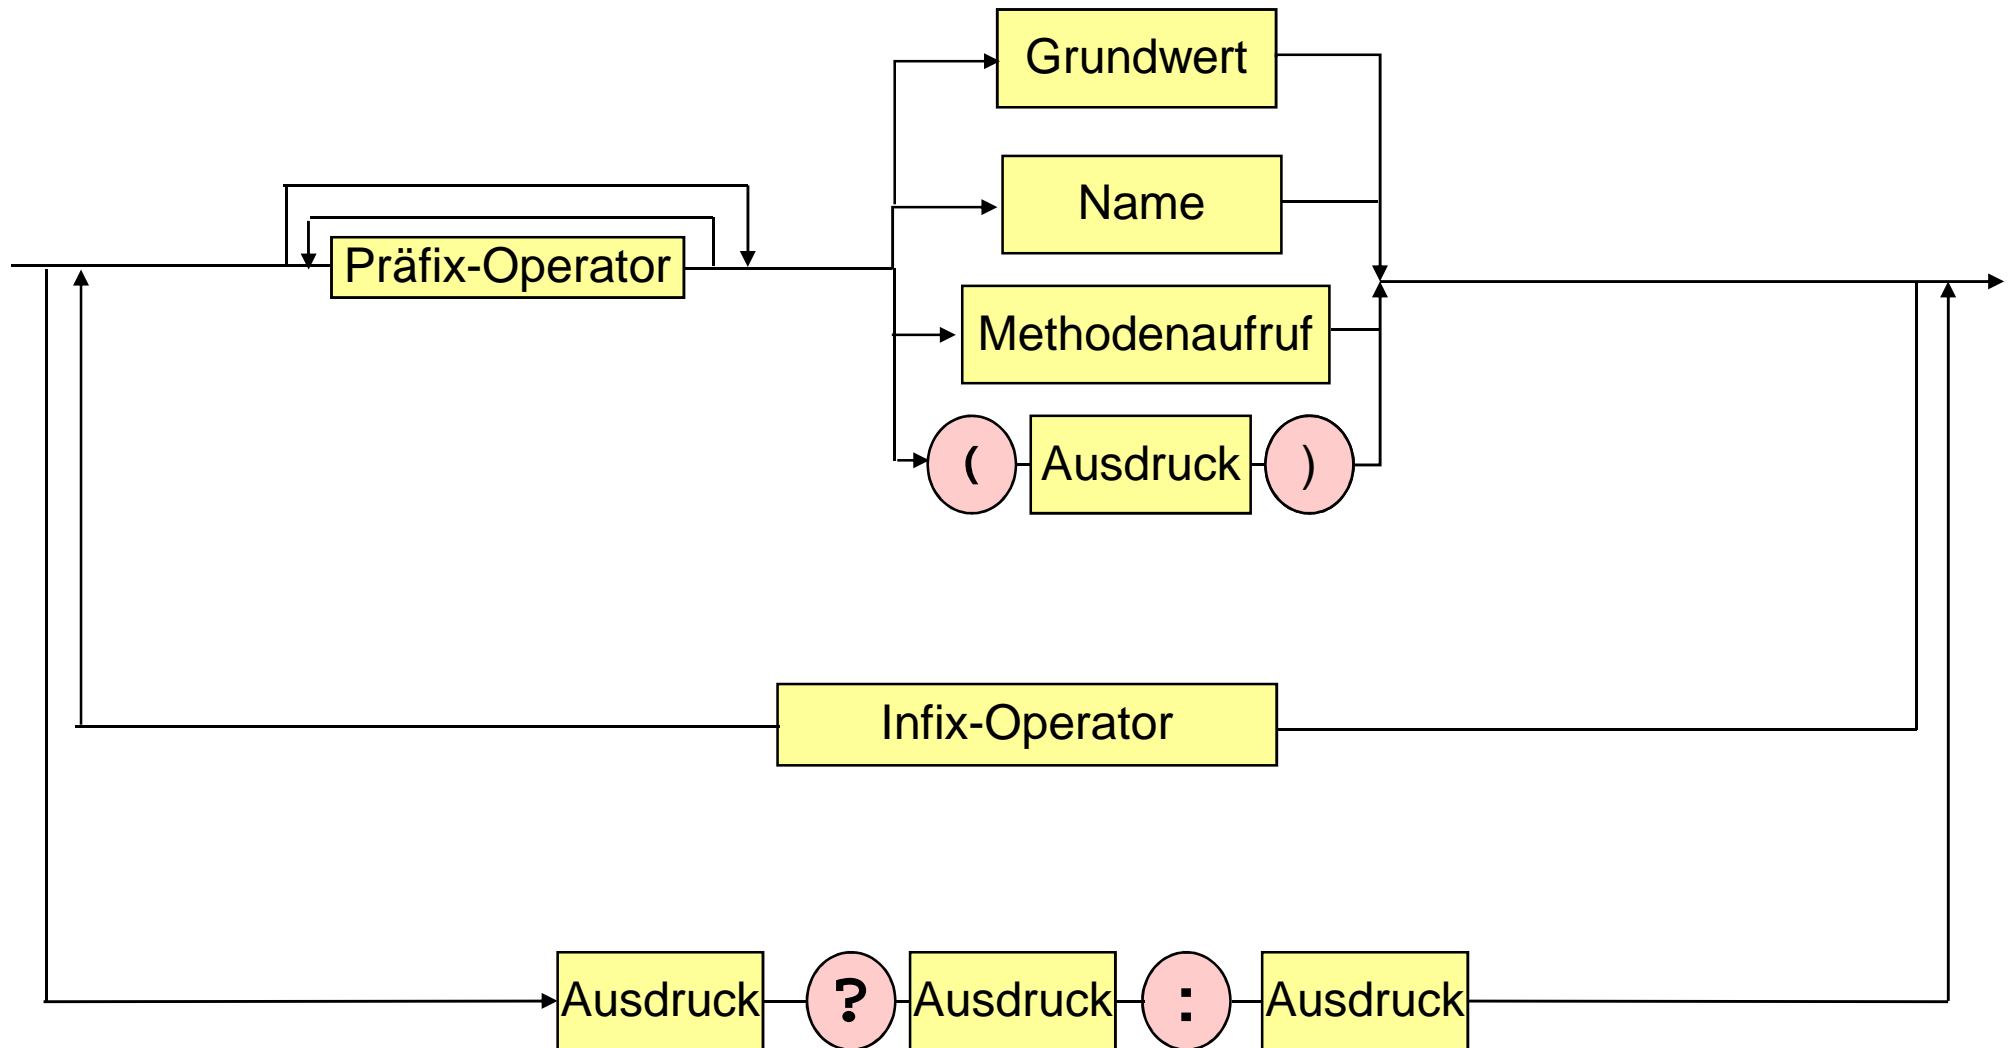 Grundwert
Name
Präfix-Operator
Methodenaufruf
( Ausdruck )
Infix-Operator
Ausdruck ? Ausdruck : Ausdruck